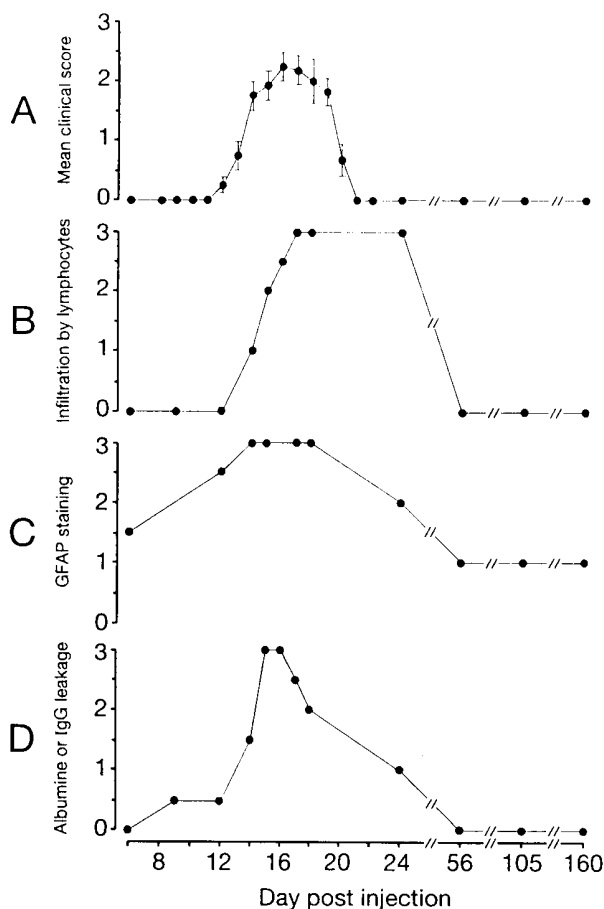 A
Mean clinical score
3
2
1
0
B
Infiltration by lymphocytes
3
2
1
0
C
GFAP staining
3
2
1
0
D
Albumine or IgG leakage
3
2
1
0
8 12 16 20 24 56 105 160
Day post injection